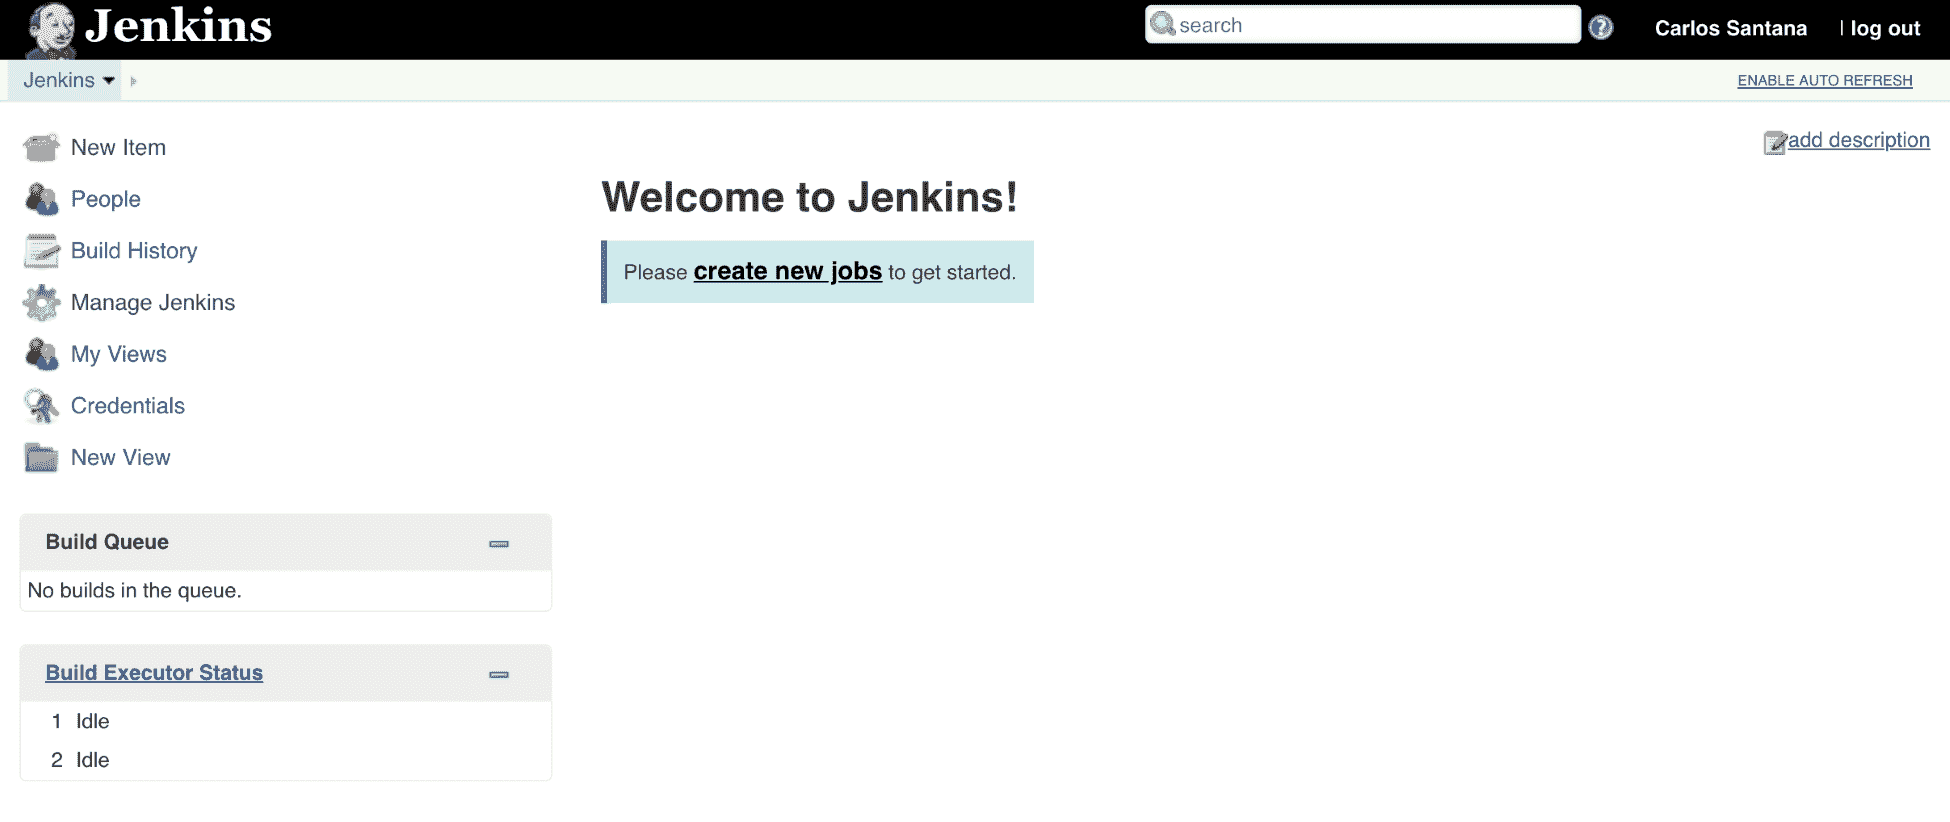 Jenkins
search
Carlos Santana | log out
Jenkins
ENABLE AUTO REFRESH
New Item
People
Build History
Manage Jenkins
My Views
Credentials
New View
Build Queue
No builds in the queue.
Build Executor Status
1 Idle
2 Idle
add description
Welcome to Jenkins!
Please create new jobs to get started.